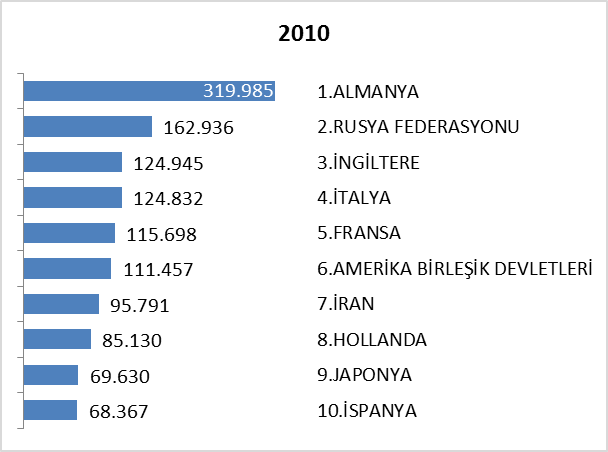 2010
319.985 1.ALMANYA
162.936 2.RUSYA FEDERASYONU
124.945 3.İNGİLTERE
124.832 4.İTALYA
115.698 5.FRANSA
111.457 6.AMERİKA BİRLEŞİK DEVLETLERİ
95.791 7.İRAN
85.130 8.HOLLANDA
69.630 9.JAPONYA
68.367 10.İSPANYA